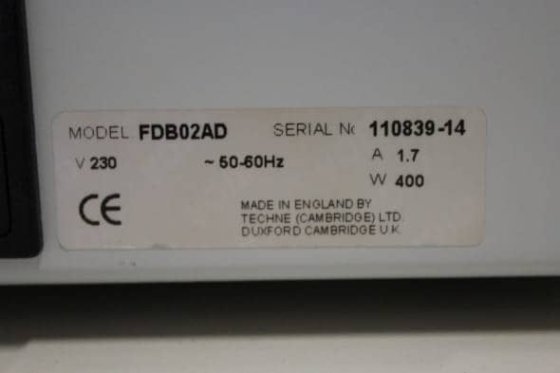 MODEL FDB02AD SERIAL No 110839-14
V 230 ~ 50-60Hz A 1.7
W 400
CE
MADE IN ENGLAND BY
TECHNE (CAMBRIDGE) LTD.
DUXFORD CAMBRIDGE U.K.